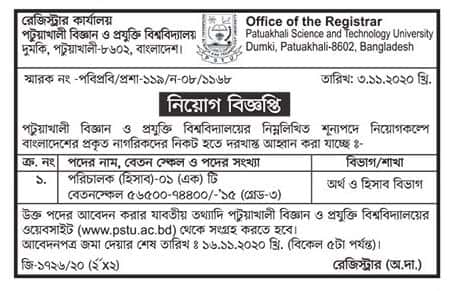 রেজিস্ট্রার কার্যালয়
পটুয়াখালী বিজ্ঞান ও প্রযুক্তি বিশ্ববিদ্যালয়
দুমকি, পটুয়াখালী-৮৬০২, বাংলাদেশ।
Office of the Registrar
Patuakhali Science and Technology University
Dumki, Patuakhali-8602, Bangladesh
স্মারক নং -পবিপ্রবি/প্রশা-১১৯/ন-০৮/১১৬৮
তারিখ: ৩.১১.২০২০ খ্রি.
নিয়োগ বিজ্ঞপ্তি
পটুয়াখালী বিজ্ঞান ও প্রযুক্তি বিশ্ববিদ্যালয়ের নিম্নলিখিত শূন্যপদে নিয়োগকল্পে
বাংলাদেশের প্রকৃত নাগরিকদের নিকট হতে দরখাস্ত আহ্বান করা যাচ্ছে ঃ-
ক্র. নং পদের নাম, বেতন স্কেল ও পদের সংখ্যা বিভাগ/শাখা
১. পরিচালক (হিসাব)-০১ (এক) টি
বেতনস্কেল ৫৬৫০০-৭৪৪০০/-'১৫ (গ্রেড-৩) অর্থ ও হিসাব বিভাগ
উক্ত পদের আবেদন করার যাবতীয় তথ্যাদি পটুয়াখালী বিজ্ঞান ও প্রযুক্তি বিশ্ববিদ্যালয়ের
ওয়েবসাইট (www.pstu.ac.bd) থেকে সংগ্রহ করতে হবে।
আবেদনপত্র জমা দেয়ার শেষ তারিখ ঃ ১৬.১১.২০২০ খ্রি. (বিকেল ৫টা পর্যন্ত)।
জি-১৭২৬/২০ (২˝x২)
রেজিস্ট্রার (অ.দা.)